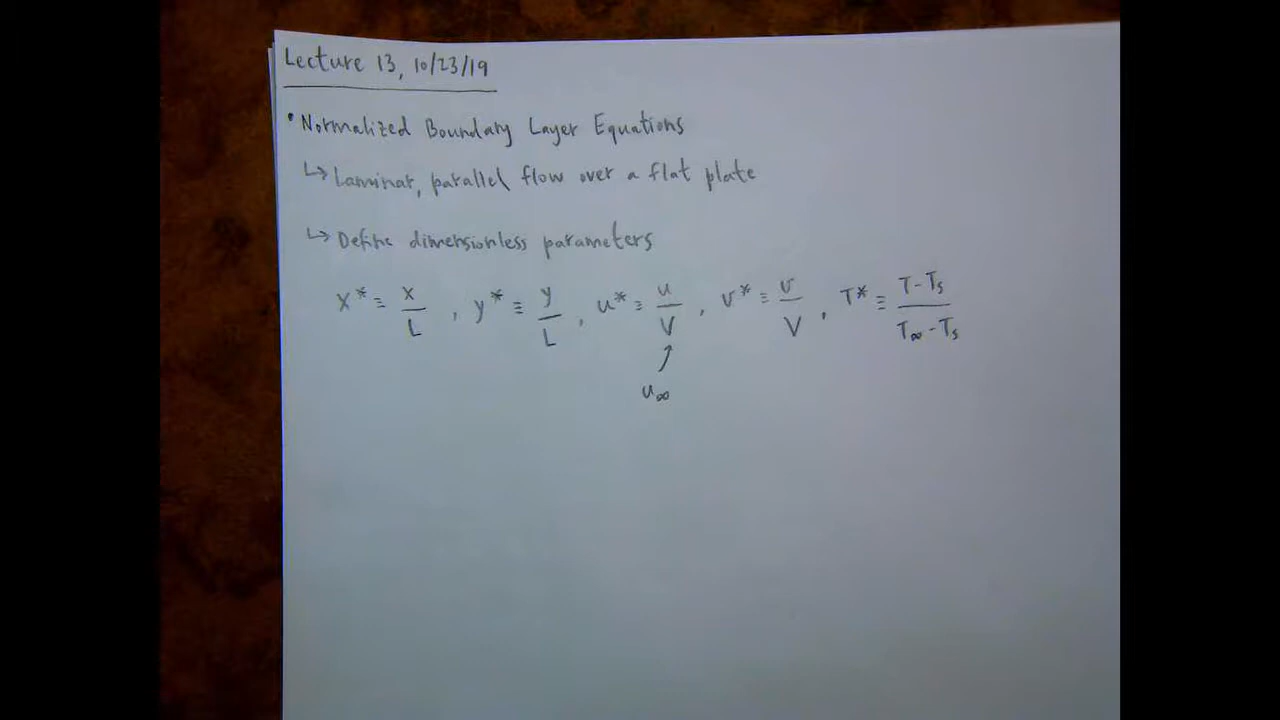 Lecture 13, 10/23/19
• Normalized Boundary Layer Equations
↳ Laminar, parallel flow over a flat plate
↳ Define dimensionless parameters
x* ≡ x/L , y* ≡ y/L , u* ≡ u/V , v* ≡ v/V , T* ≡ (T-Ts)/(T∞-Ts)
↑
u∞